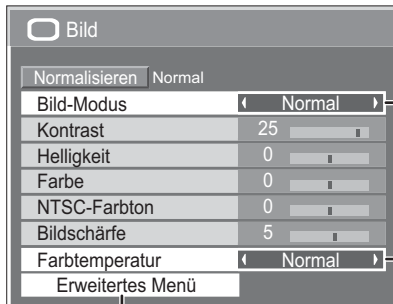 Bild
Normalisieren Normal
Bild-Modus Normal
Kontrast 25
Helligkeit 0
Farbe 0
NTSC-Farbton 0
Bildschärfe 5
Farbtemperatur Normal
Erweitertes Menü